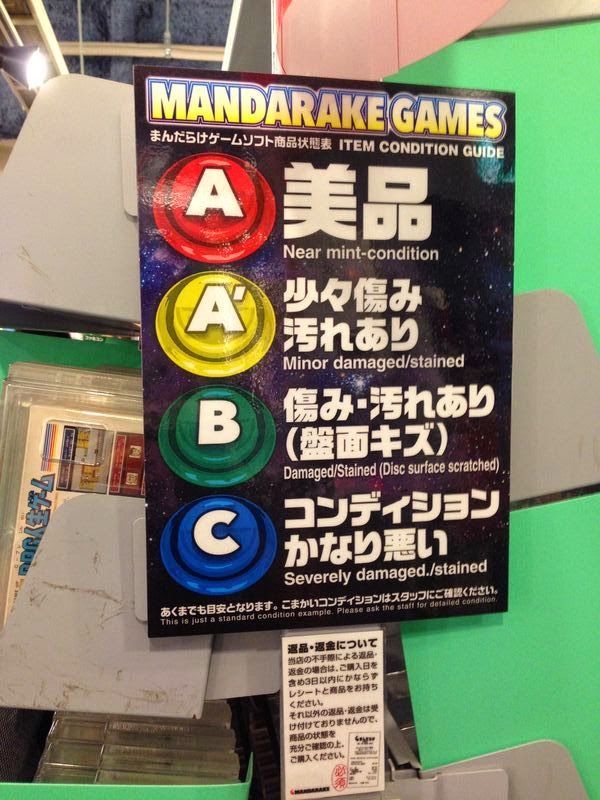 MANDARAKE GAMES
まんだらけゲームソフト商品状態表 ITEM CONDITION GUIDE
A
美品
Near mint-condition
A'
少々傷み
汚れあり
Minor damaged/stained
B
傷み・汚れあり
(盤面キズ)
Damaged/Stained (Disc surface scratched)
C
コンディション
かなり悪い
Severely damaged./stained
あくまでも目安となります。こまかいコンディションはスタッフにご確認ください。
This is just a standard condition example. Please ask the staff for detailed condition.
返品・返金について
当店の不手際による返品・
返金の場合は、ご購入日を
含め3日以内にかならず
レシートと商品をお持ち
ください。
それ以外の返品・返金は受
け付けておりませんので、
商品の状態を
充分ご確認の上、
ご購入ください。
必須
MANDARAKE